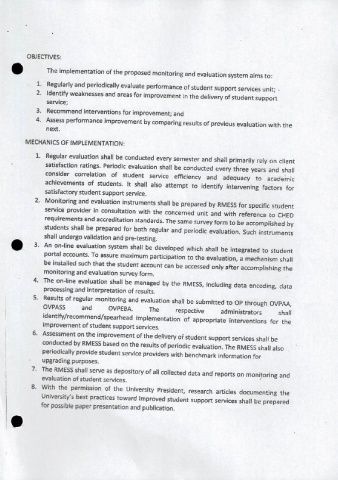 OBJECTIVES:
The implementation of the proposed monitoring and evaluation system aims to:
1. Regularly and periodically evaluate performance of student support services unit;
2. Identify weaknesses and areas for improvement in the delivery of student support
service;
3. Recommend interventions for improvement; and
4. Assess performance improvement by comparing results of previous evaluation with the
next.
MECHANICS OF IMPLEMENTATION:
1. Regular evaluation shall be conducted every semester and shall primarily rely on client
satisfaction ratings. Periodic evaluation shall be conducted every three years and shall
consider correlation of student service efficiency and adequacy to academic
achievements of students. It shall also attempt to identify intervening factors for
satisfactory student support service.
2. Monitoring and evaluation instruments shall be prepared by RMESS for specific student
service provider in consultation with the concerned unit and with reference to CHED
requirements and accreditation standards. The same survey form to be accomplished by
students shall be prepared for both regular and periodic evaluation. Such instruments
shall undergo validation and pre-testing.
3. An on-line evaluation system shall be developed which shall be integrated to student
portal accounts. To assure maximum participation to the evaluation, a mechanism shall
be installed such that the student account can be accessed only after accomplishing the
monitoring and evaluation survey form.
4. The on-line evaluation shall be managed by the RMESS, including data encoding, data
processing and interpretation of results.
5. Results of regular monitoring and evaluation shall be submitted to OP through OVPAA,
OVPASS and OVPEBA. The respective administrators shall
identify/recommend/spearhead implementation of appropriate interventions for the
improvement of student support services.
6. Assessment on the improvement of the delivery of student support services shall be
conducted by RMESS based on the results of periodic evaluation. The RMESS shall also
periodically provide student service providers with benchmark information for
upgrading purposes.
7. The RMESS shall serve as depository of all collected data and reports on monitoring and
evaluation of student services.
8. With the permission of the University President, research articles documenting the
University's best practices toward improved student support services shall be prepared
for possible paper presentation and publication.